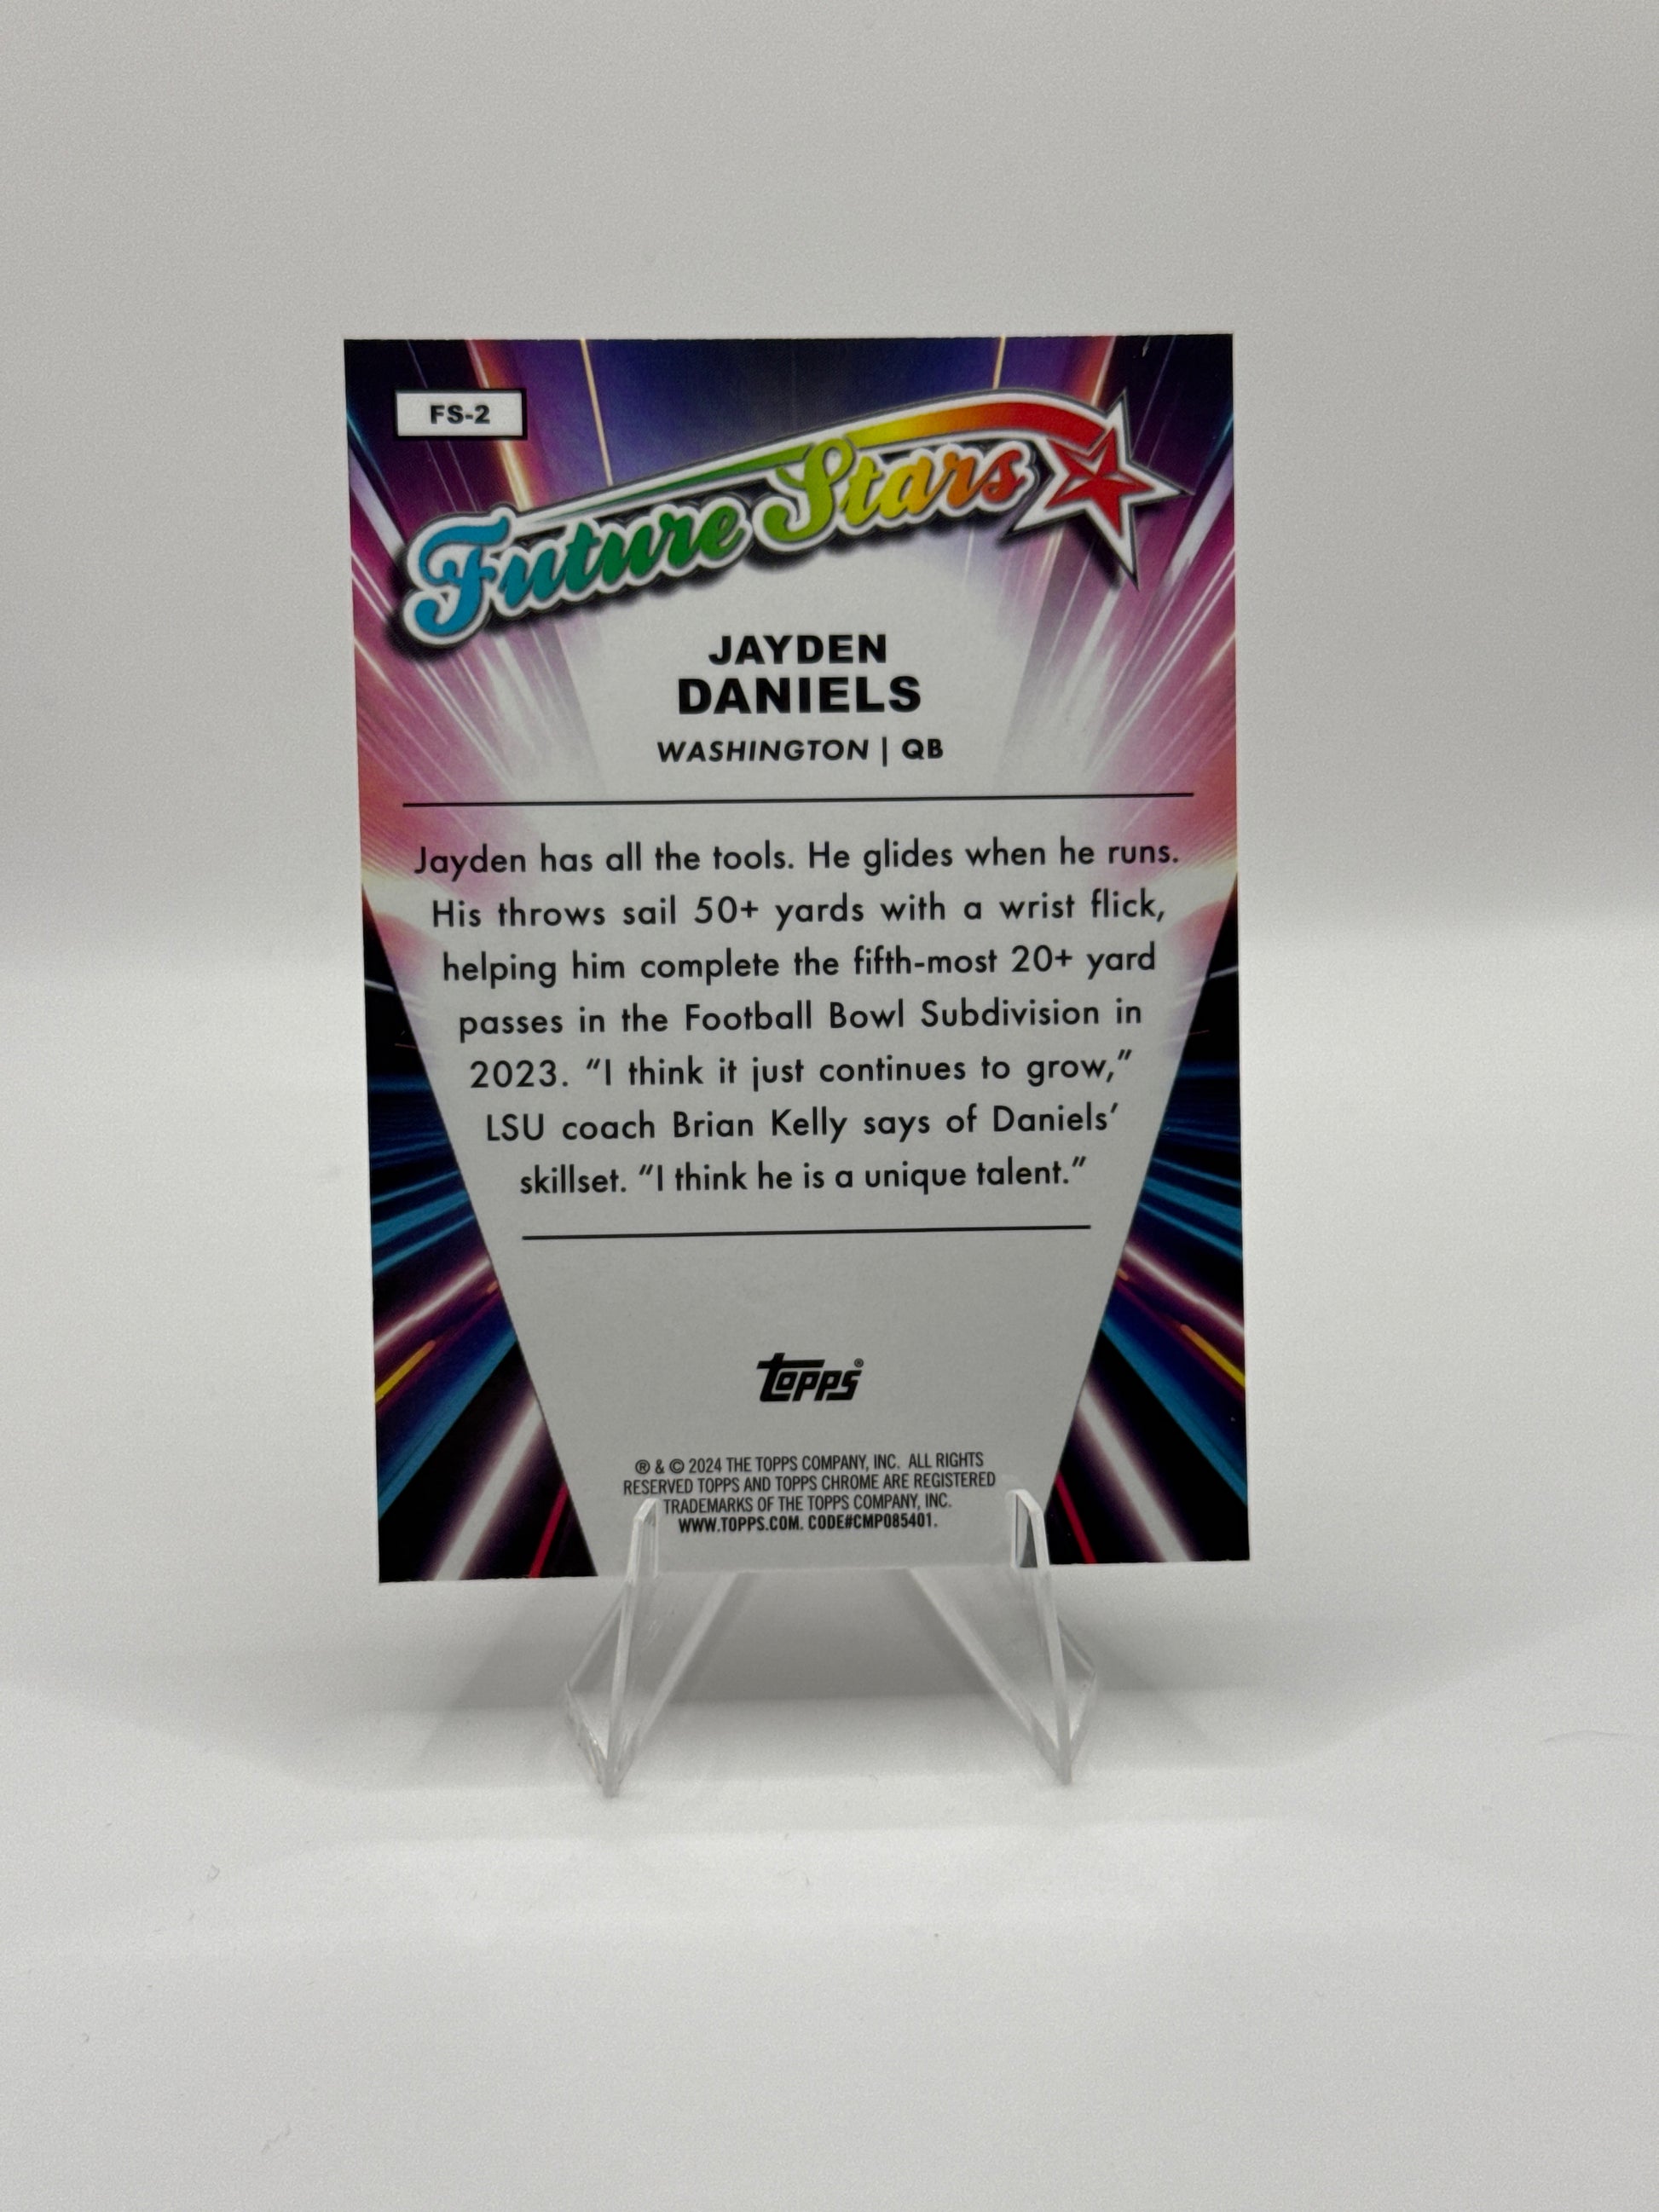 FS-2
Future Stars
JAYDEN
DANIELS
WASHINGTON | QB
Jayden has all the tools. He glides when he runs.
His throws sail 50+ yards with a wrist flick,
helping him complete the fifth-most 20+ yard
passes in the Football Bowl Subdivision in
2023. “I think it just continues to grow,”
LSU coach Brian Kelly says of Daniels’
skillset. “I think he is a unique talent.”
topps®
® & © 2024 THE TOPPS COMPANY, INC. ALL RIGHTS
RESERVED TOPPS AND TOPPS CHROME ARE REGISTERED
TRADEMARKS OF THE TOPPS COMPANY, INC.
WWW.TOPPS.COM. CODE#CMP085401.